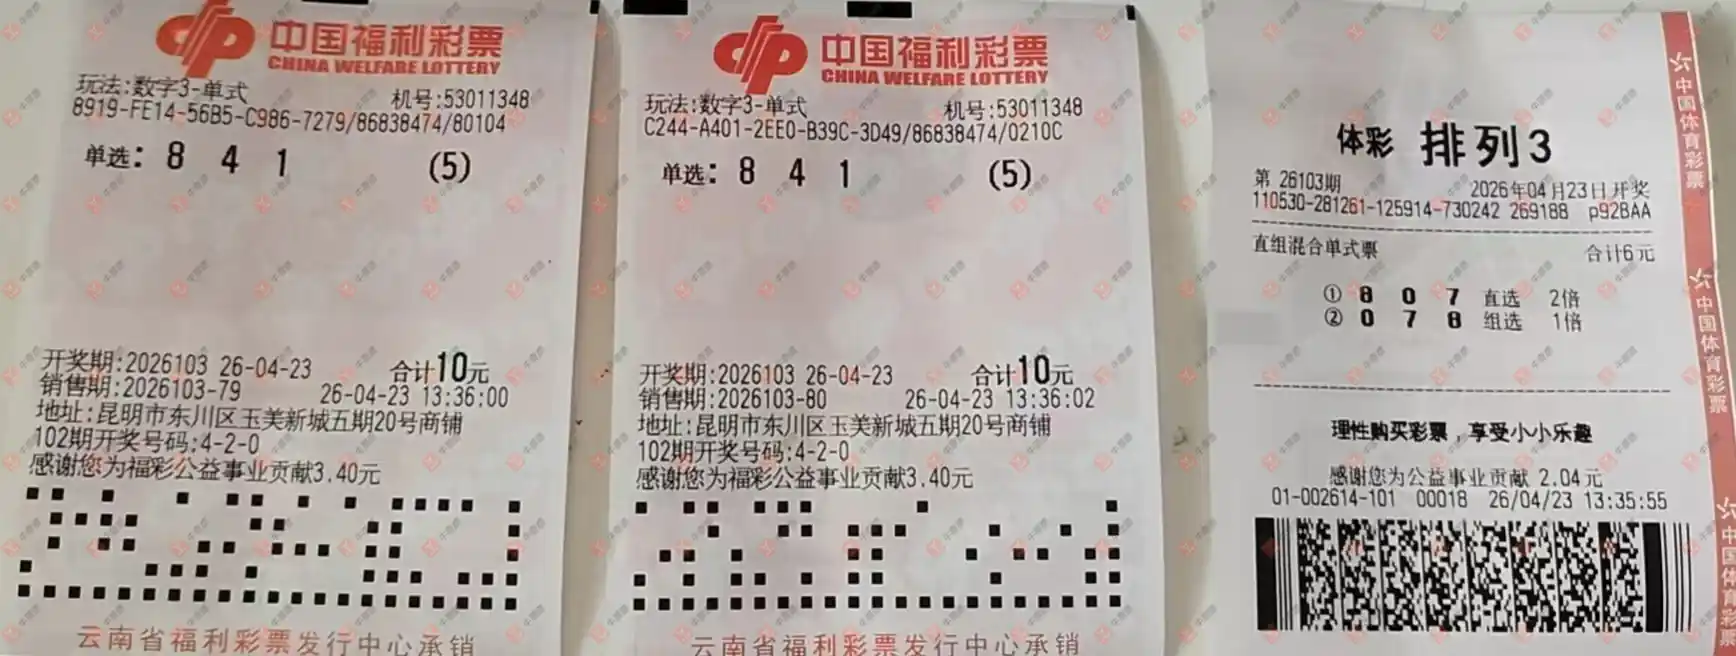 中国福利彩票
CHINA WELFARE LOTTERY
玩法:数字3-单式
机号:53011348
8919-FE14-56B5-C986-7279/86838474/80104
单选: 8 4 1 (5)
开奖期:2026103 26-04-23 合计10元
销售期:2026103-79 26-04-23 13:36:00
地址:昆明市东川区玉美新城五期20号商铺
102期开奖号码:4-2-0
感谢您为福彩公益事业贡献3.40元
云南省福利彩票发行中心承销
中国福利彩票
CHINA WELFARE LOTTERY
玩法:数字3-单式
机号:53011348
C244-A401-2EE0-B39C-3D49/86838474/0210C
单选: 8 4 1 (5)
开奖期:2026103 26-04-23 合计10元
销售期:2026103-80 26-04-23 13:36:02
地址:昆明市东川区玉美新城五期20号商铺
102期开奖号码:4-2-0
感谢您为福彩公益事业贡献3.40元
云南省福利彩票发行中心承销
体彩 排列3
第 26103期 2026年04月23日开奖
110530-281261-125914-730242 269188 p92BAA
直组混合单式票 合计6元
① 8 0 7 直选 2倍
② 0 7 8 组选 1倍
理性购买彩票，享受小小乐趣
感谢您为公益事业贡献 2.04元
01-002614-101 00018 26/04/23 13:35:55
中国体育彩票
中国体育彩票
中国体育彩票